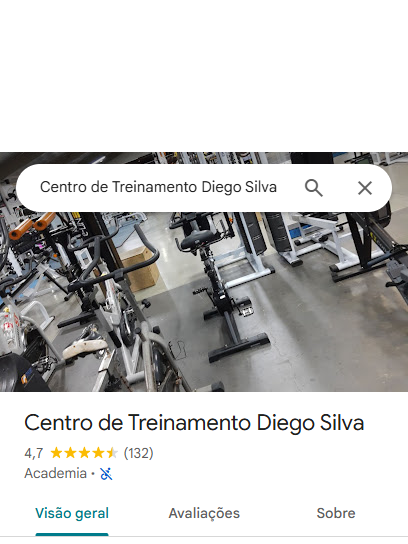 Centro de Treinamento Diego Silva
Centro de Treinamento Diego Silva
4,7 (132)
Academia ·
Visão geral Avaliações Sobre